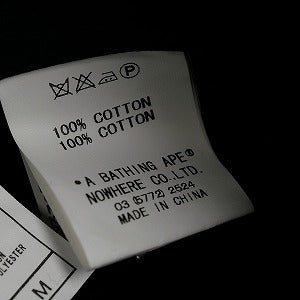 P
100% COTTON
100% COTTON
• A BATHING APE®
NOWHERE CO.,LTD.
03 (5772) 2524
MADE IN CHINA
M